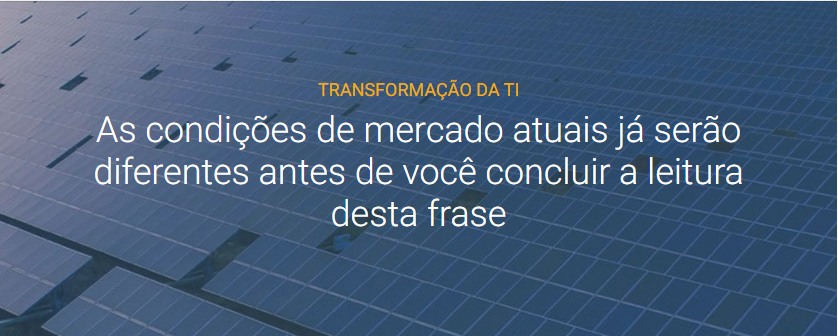 TRANSFORMAÇÃO DA TI
As condições de mercado atuais já serão
diferentes antes de você concluir a leitura
desta frase